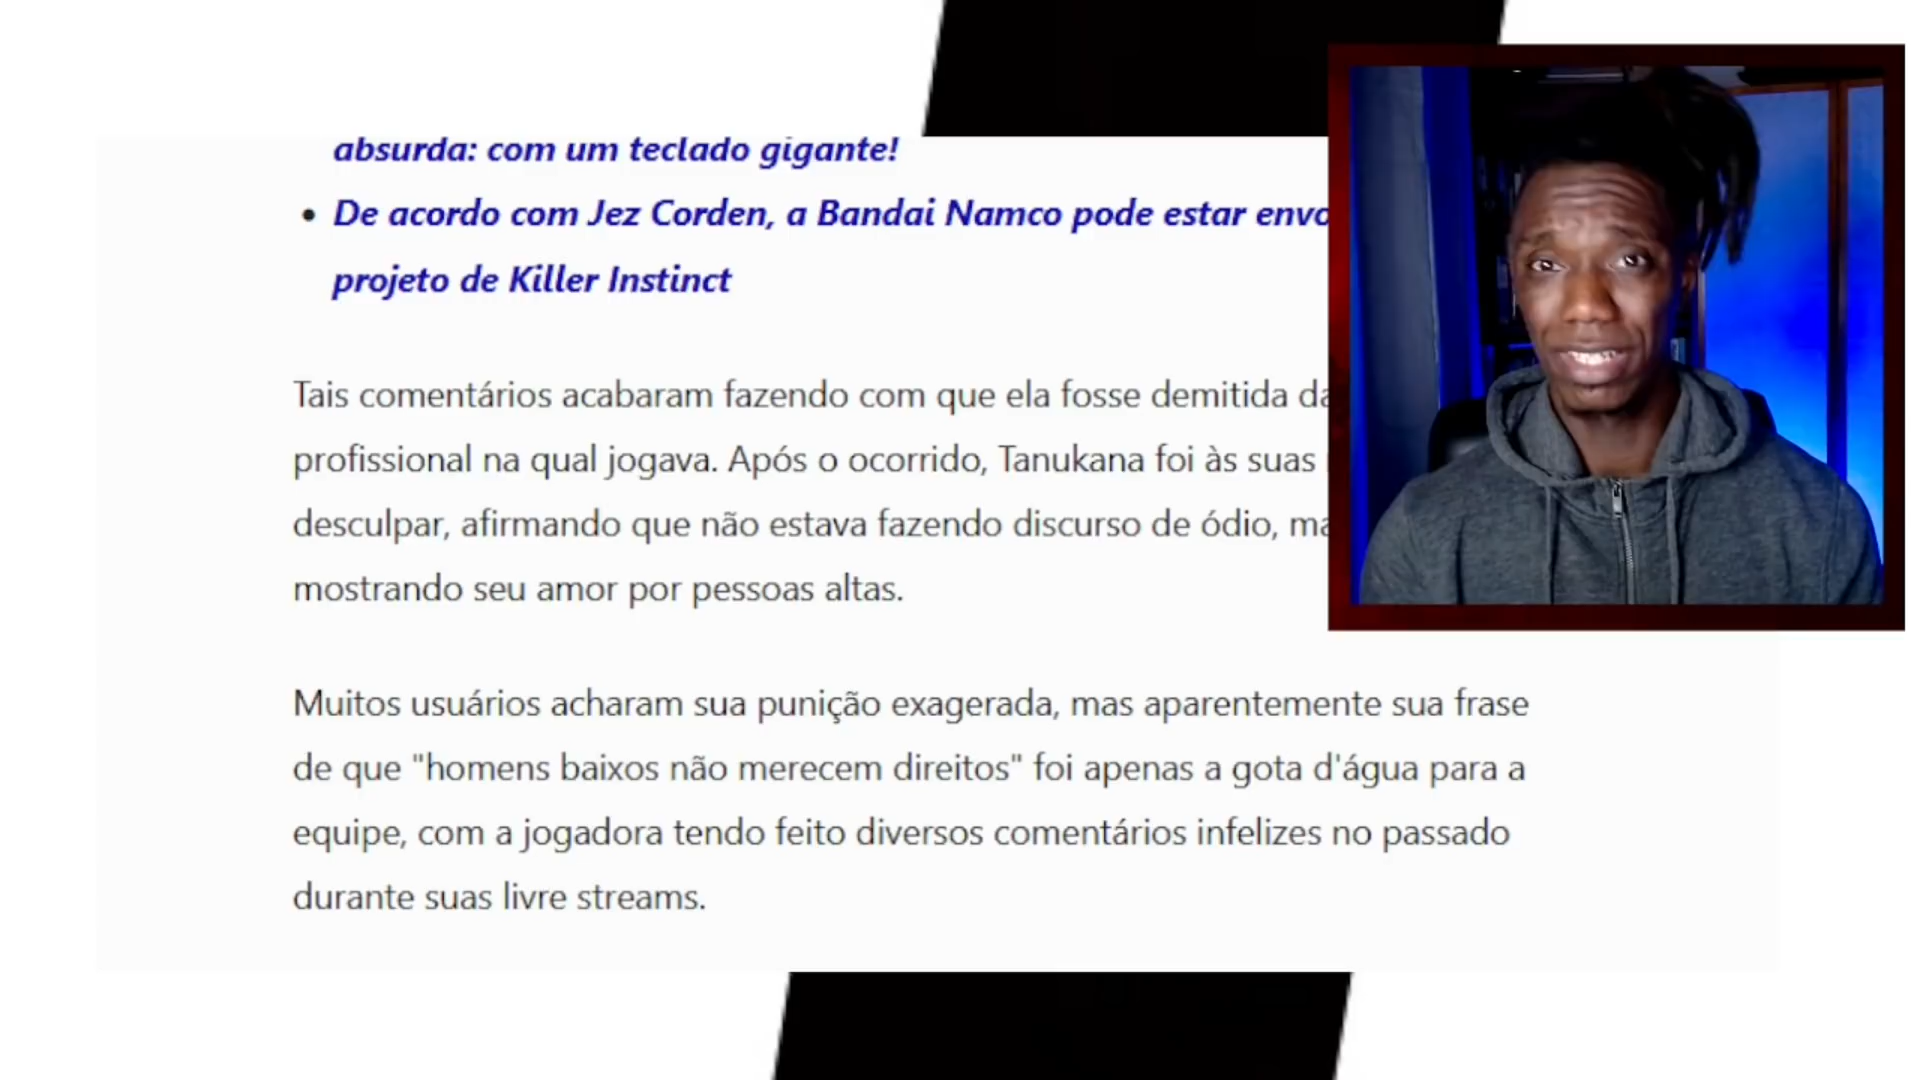 absurda: com um teclado gigante!
• De acordo com Jez Corden, a Bandai Namco pode estar
projeto de Killer Instinct
Tais comentários acabaram fazendo com que ela fosse demitida
profissional na qual jogava. Após o ocorrido, Tanukana foi às suas
desculpar, afirmando que não estava fazendo discurso de ódio,
mostrando seu amor por pessoas altas.
Muitos usuários acharam sua punição exagerada, mas aparentemente sua frase
de que "homens baixos não merecem direitos" foi apenas a gota d'água para a
equipe, com a jogadora tendo feito diversos comentários infelizes no passado
durante suas livre streams.